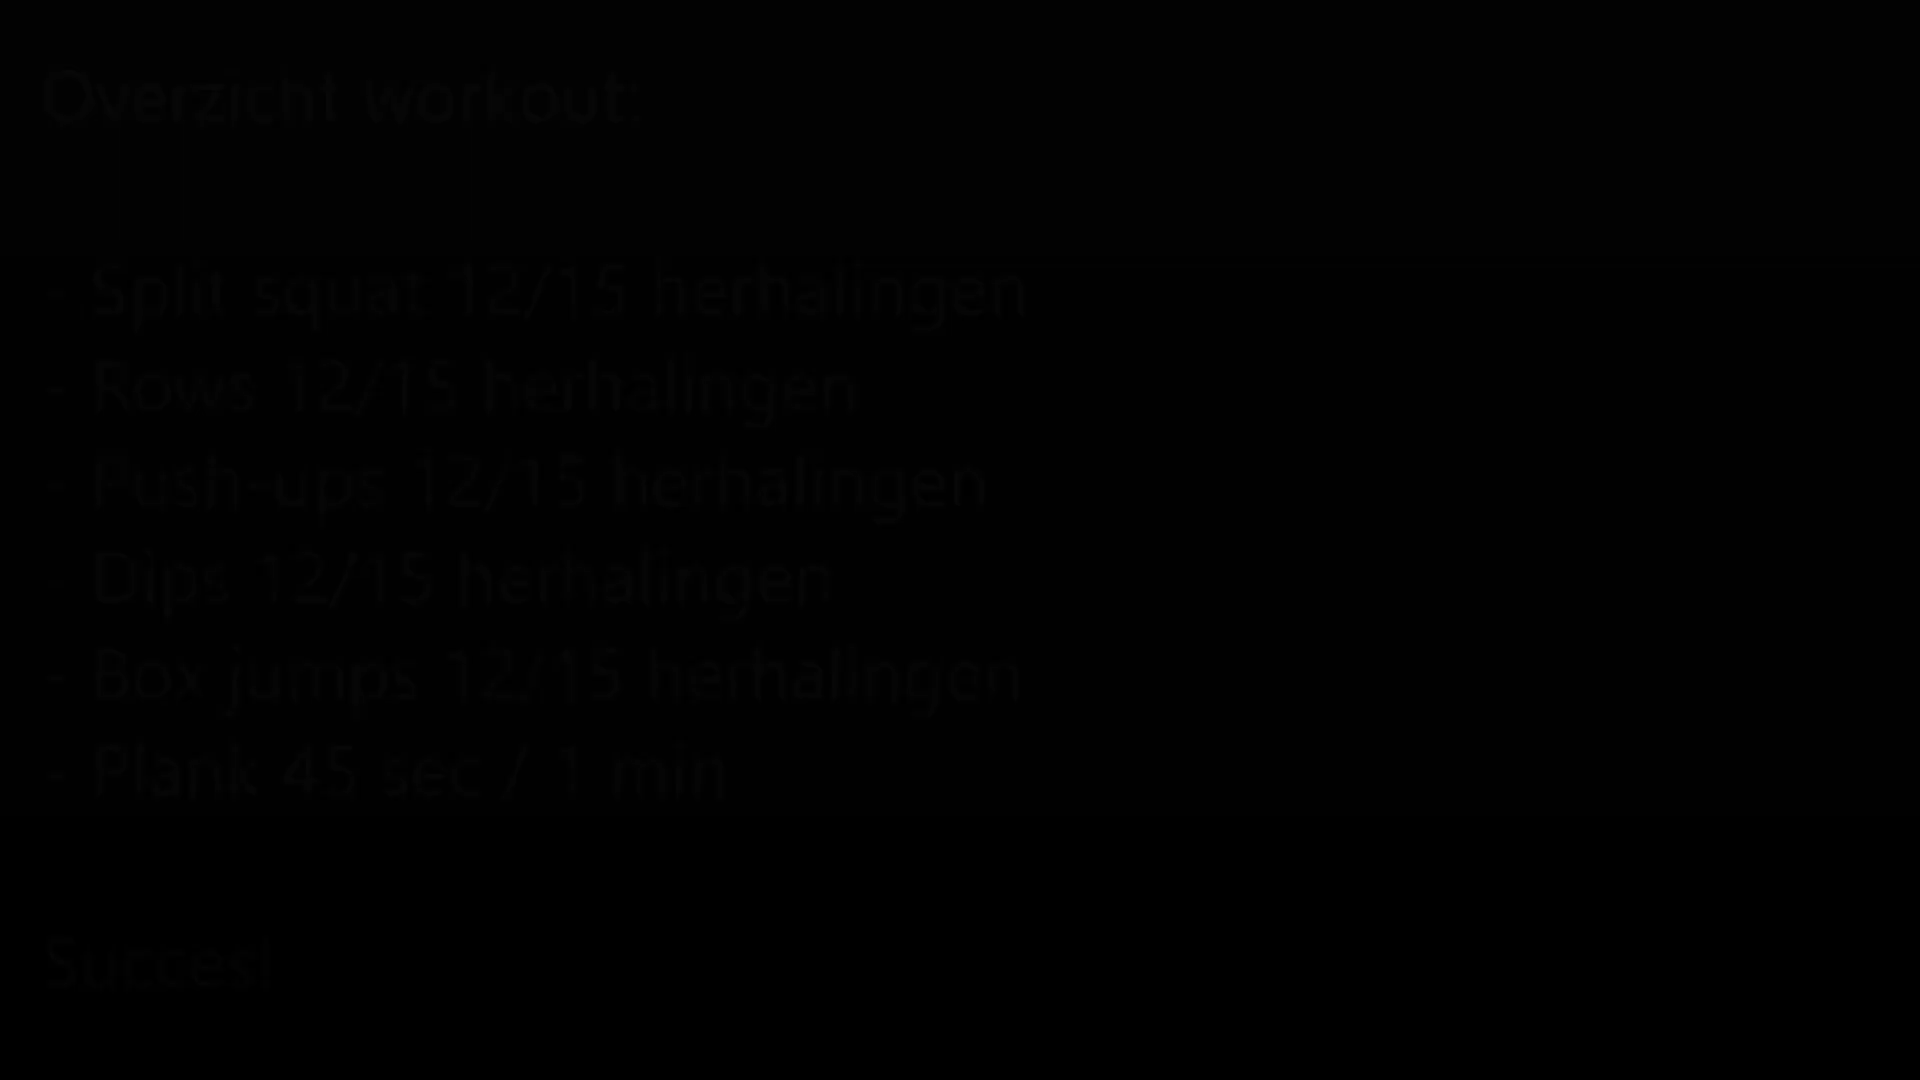 Overzicht workout:
- Split squat 12/15 herhalingen
- Rows 12/15 herhalingen
- Push-ups 12/15 herhalingen
- Dips 12/15 herhalingen
- Box jumps 12/15 herhalingen
- Plank 45 sec / 1 min
Succes!